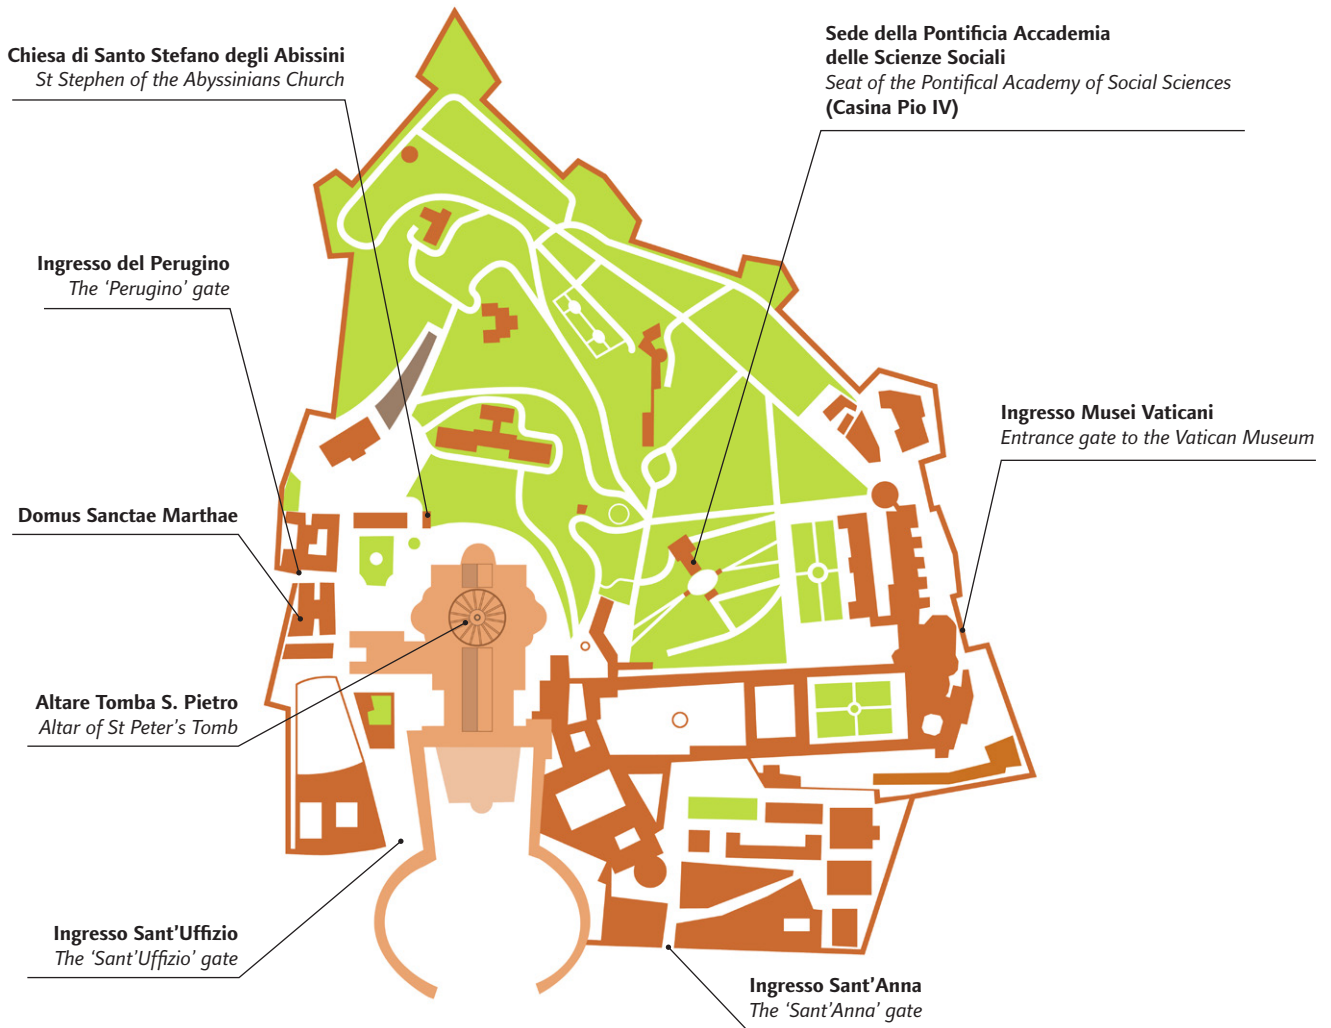 Chiesa di Santo Stefano degli Abissini
St Stephen of the Abyssinians Church
Sede della Pontificia Accademia
delle Scienze Sociali
Seat of the Pontifical Academy of Social Sciences
(Casina Pio IV)
Ingresso del Perugino
The ‘Perugino’ gate
Ingresso Musei Vaticani
Entrance gate to the Vatican Museum
Domus Sanctae Marthae
Altare Tomba S. Pietro
Altar of St Peter’s Tomb
Ingresso Sant’Uffizio
The ‘Sant’Uffizio’ gate
Ingresso Sant’Anna
The ‘Sant’Anna’ gate